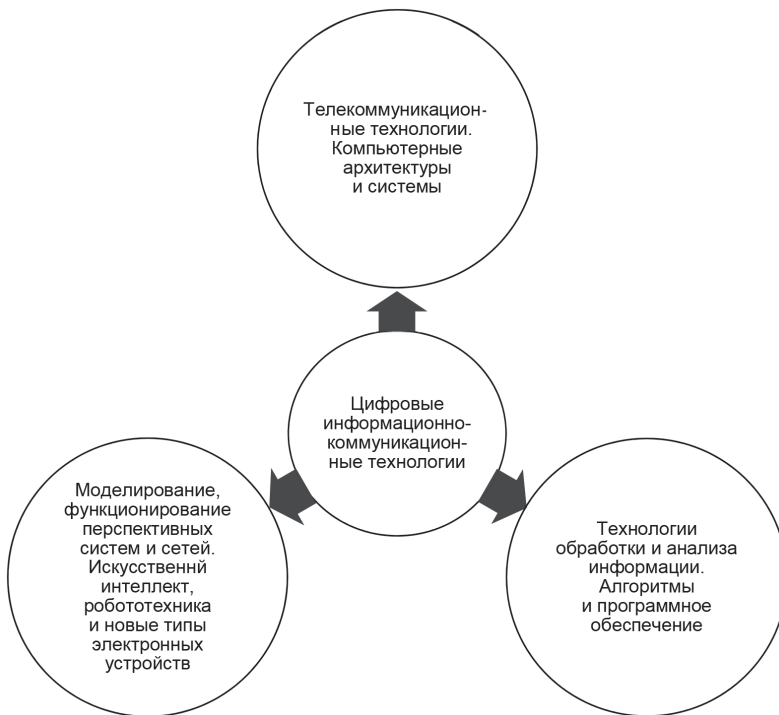 Телекоммуникацион-
ные технологии.
Компьютерные
архитектуры
и системы
Цифровые
информационно-
коммуникацион-
ные технологии
Моделирование,
функционирование
перспективных
систем и сетей.
Искусственнй
интеллект,
робототехника
и новые типы
электронных
устройств
Технологии
обработки и анализа
информации.
Алгоритмы
и программное
обеспечение